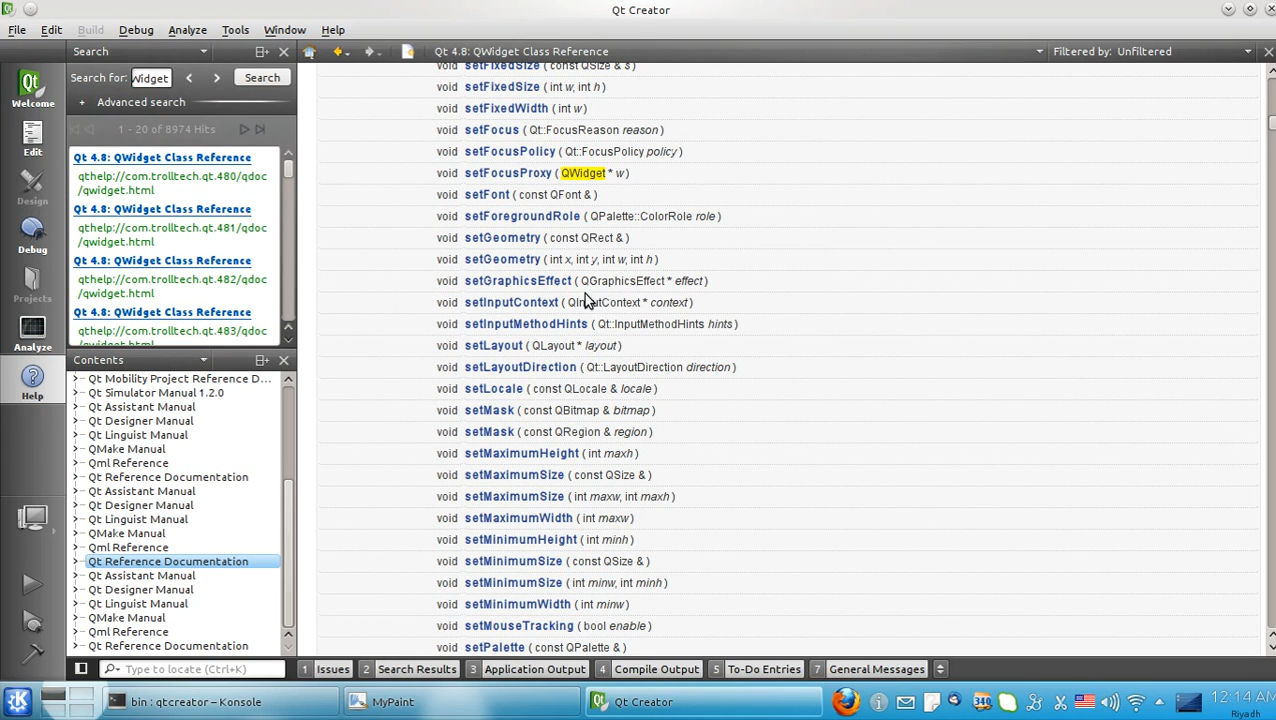 Qt Creator
File Edit Build Debug Analyze Tools Window Help
Search
Qt 4.8: QWidget Class Reference
Filtered by: Unfiltered
Search for: Widget Search
+ Advanced search
1 - 20 of 8974 Hits
Qt 4.8: QWidget Class Reference
qthelp://com.trolltech.qt.480/qdoc
/qwidget.html
Qt 4.8: QWidget Class Reference
qthelp://com.trolltech.qt.481/qdoc
/qwidget.html
Qt 4.8: QWidget Class Reference
qthelp://com.trolltech.qt.482/qdoc
/qwidget.html
Qt 4.8: QWidget Class Reference
qthelp://com.trolltech.qt.483/qdoc
Welcome
Edit
Design
Debug
Projects
Analyze
Help
Contents
Qt Mobility Project Reference D...
Qt Simulator Manual 1.2.0
Qt Assistant Manual
Qt Designer Manual
Qt Linguist Manual
QMake Manual
Qml Reference
Qt Reference Documentation
Qt Assistant Manual
Qt Designer Manual
Qt Linguist Manual
QMake Manual
Qml Reference
Qt Reference Documentation
Qt Assistant Manual
Qt Designer Manual
Qt Linguist Manual
QMake Manual
Qml Reference
Qt Reference Documentation
void setFixedSize ( const QSize & s )
void setFixedSize ( int w, int h )
void setFixedWidth ( int w )
void setFocus ( Qt::FocusReason reason )
void setFocusPolicy ( Qt::FocusPolicy policy )
void setFocusProxy ( QWidget * w )
void setFont ( const QFont & )
void setForegroundRole ( QPalette::ColorRole role )
void setGeometry ( const QRect & )
void setGeometry ( int x, int y, int w, int h )
void setGraphicsEffect ( QGraphicsEffect * effect )
void setInputContext ( QInputContext * context )
void setInputMethodHints ( Qt::InputMethodHints hints )
void setLayout ( QLayout * layout )
void setLayoutDirection ( Qt::LayoutDirection direction )
void setLocale ( const QLocale & locale )
void setMask ( const QBitmap & bitmap )
void setMask ( const QRegion & region )
void setMaximumHeight ( int maxh )
void setMaximumSize ( const QSize & )
void setMaximumSize ( int maxw, int maxh )
void setMaximumWidth ( int maxw )
void setMinimumHeight ( int minh )
void setMinimumSize ( const QSize & )
void setMinimumSize ( int minw, int minh )
void setMinimumWidth ( int minw )
void setMouseTracking ( bool enable )
void setPalette ( const QPalette & )
Type to locate (Ctrl+K)
1 Issues 2 Search Results 3 Application Output 4 Compile Output 5 To-Do Entries 7 General Messages
bin : qtcreator – Konsole
MyPaint
Qt Creator
340
12:14 AM
Riyadh